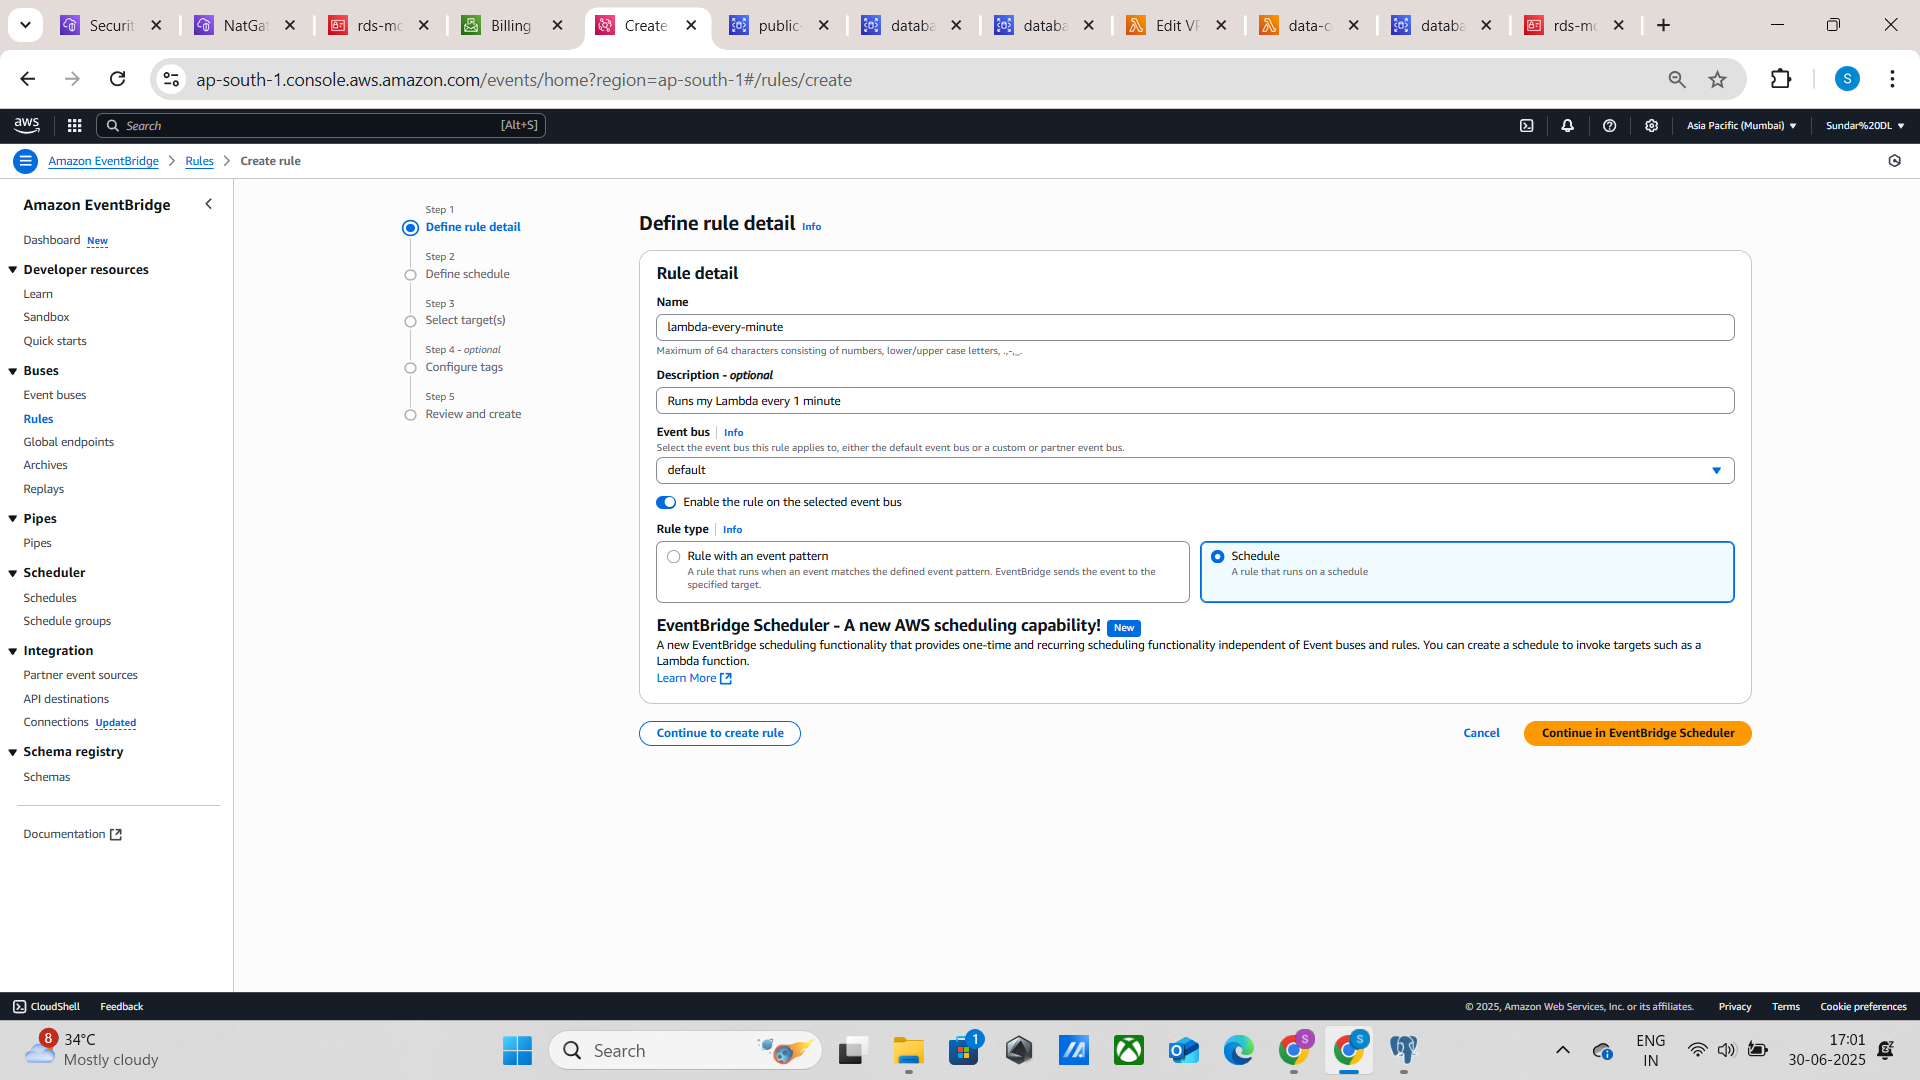 Securit
NatGat
rds-mo
Billing
Create
public-
databa
databa
Edit VP
data-c
databa
rds-mo
ap-south-1.console.aws.amazon.com/events/home?region=ap-south-1#/rules/create
S
aws
Search
[Alt+S]
Asia Pacific (Mumbai)
Sundar%20DL
Amazon EventBridge
Rules
Create rule
Amazon EventBridge
Dashboard New
Developer resources
Learn
Sandbox
Quick starts
Buses
Event buses
Rules
Global endpoints
Archives
Replays
Pipes
Pipes
Scheduler
Schedules
Schedule groups
Integration
Partner event sources
API destinations
Connections Updated
Schema registry
Schemas
Documentation
Step 1
Define rule detail
Step 2
Define schedule
Step 3
Select target(s)
Step 4 - optional
Configure tags
Step 5
Review and create
Define rule detail Info
Rule detail
Name
lambda-every-minute
Maximum of 64 characters consisting of numbers, lower/upper case letters, .,-,_.
Description - optional
Runs my Lambda every 1 minute
Event bus Info
Select the event bus this rule applies to, either the default event bus or a custom or partner event bus.
default
Enable the rule on the selected event bus
Rule type Info
Rule with an event pattern
A rule that runs when an event matches the defined event pattern. EventBridge sends the event to the
specified target.
Schedule
A rule that runs on a schedule
EventBridge Scheduler - A new AWS scheduling capability! New
A new EventBridge scheduling functionality that provides one-time and recurring scheduling functionality independent of Event buses and rules. You can create a schedule to invoke targets such as a
Lambda function.
Learn More
Continue to create rule
Cancel
Continue in EventBridge Scheduler
CloudShell
Feedback
© 2025, Amazon Web Services, Inc. or its affiliates.
Privacy
Terms
Cookie preferences
8
34°C
Mostly cloudy
Search
1
S
S
ENG
IN
17:01
30-06-2025